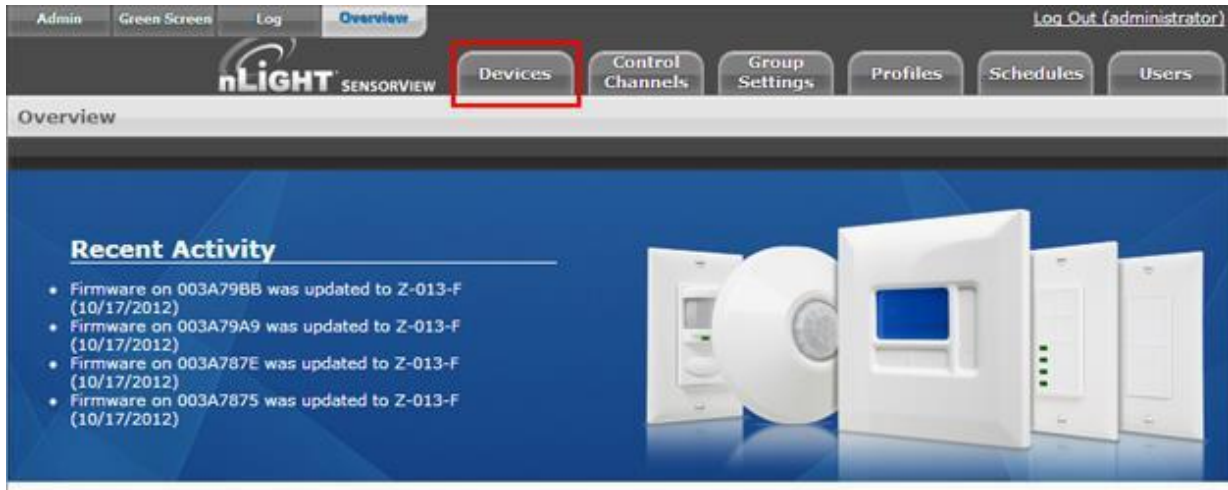 Admin Green Screen Log Overview Log Out (administrator)
nLiGHT SENSORVIEW Devices Control Channels Group Settings Profiles Schedules Users
Overview
Recent Activity
• Firmware on 003A79BB was updated to Z-013-F
(10/17/2012)
• Firmware on 003A79A9 was updated to Z-013-F
(10/17/2012)
• Firmware on 003A787E was updated to Z-013-F
(10/17/2012)
• Firmware on 003A7875 was updated to Z-013-F
(10/17/2012)